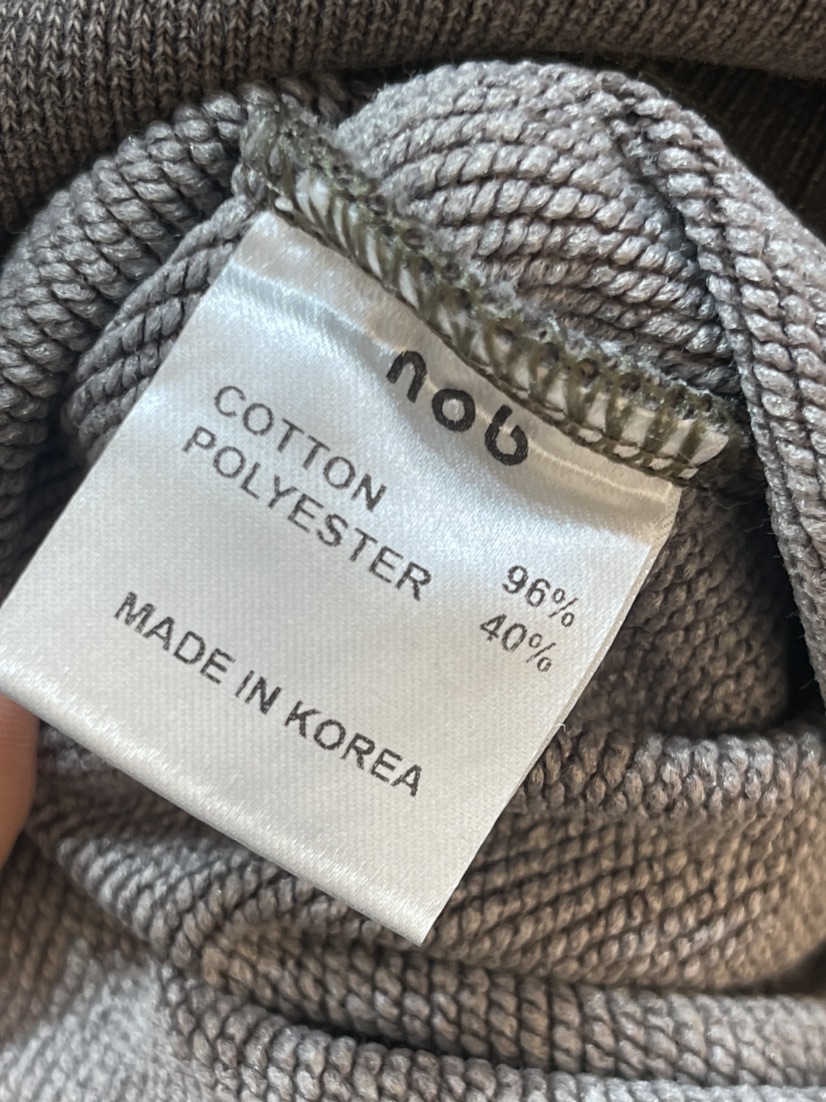 nob
COTTON 96%
POLYESTER 40%
MADE IN KOREA